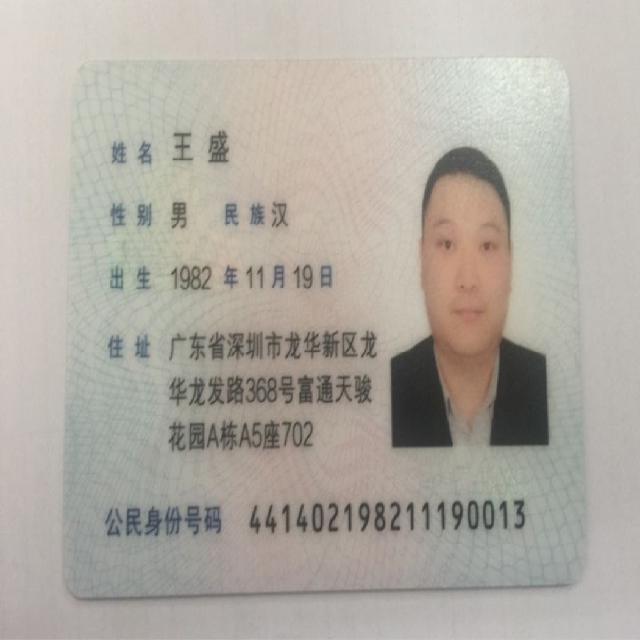 姓名 王盛
性别 男 民族 汉
出生 1982 年 11 月 19 日
住址 广东省深圳市龙华新区龙
华龙发路368号富通天骏
花园A栋A5座702
公民身份号码 441402198211190013